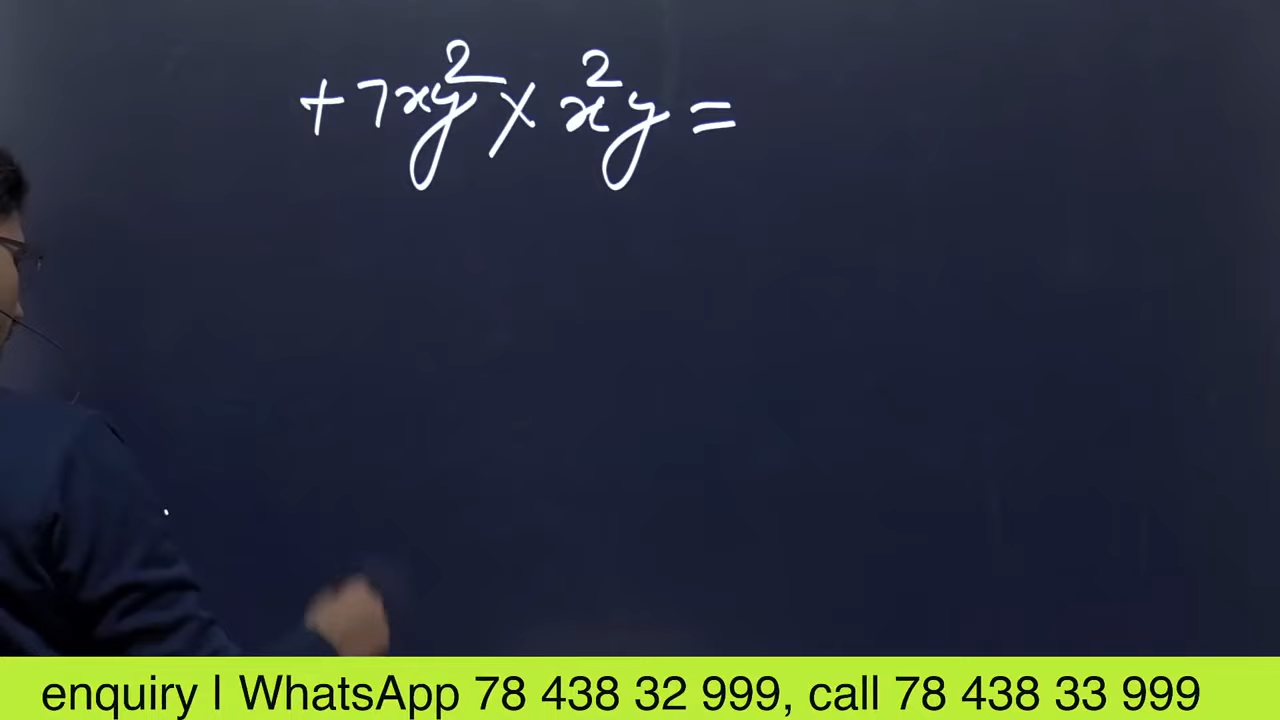 +7xy² × x²y =
enquiry | WhatsApp 78 438 32 999, call 78 438 33 999